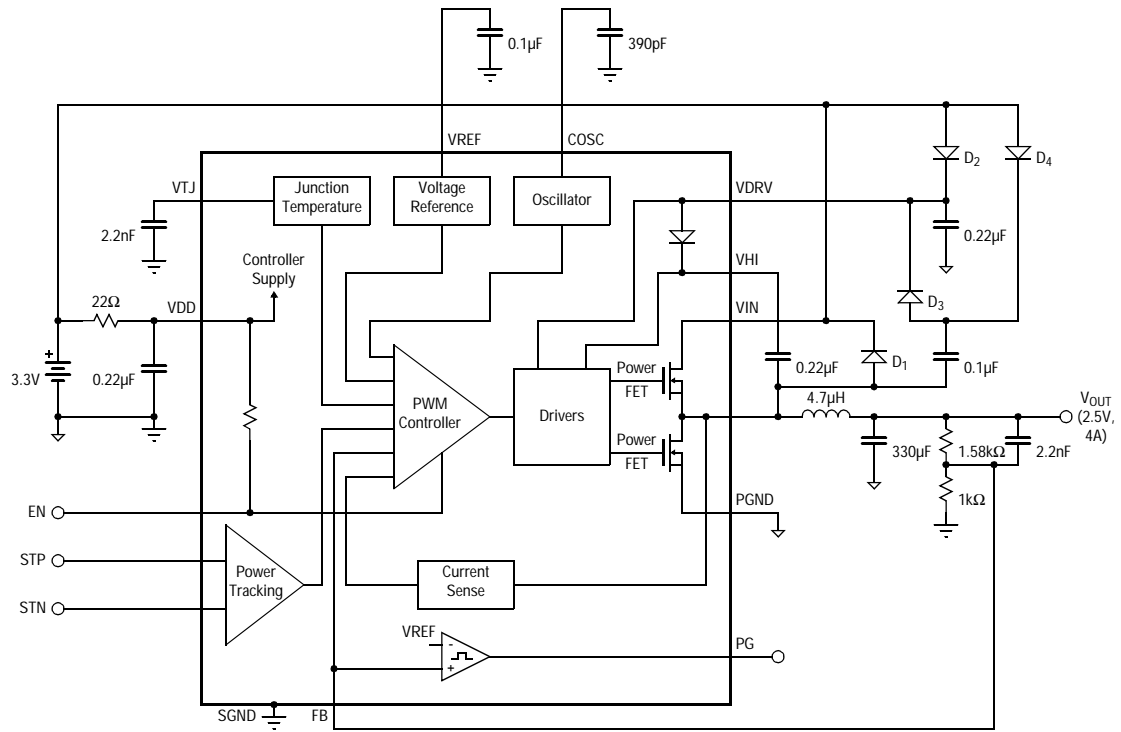 0.1µF
390pF
VREF
COSC
D2
D4
VTJ
Junction
Temperature
Voltage
Reference
Oscillator
VDRV
2.2nF
0.22µF
Controller
Supply
VHI
D3
22Ω
VDD
VIN
3.3V
0.22µF
Power
FET
0.22µF
D1
0.1µF
PWM
Controller
Drivers
4.7µH
VOUT
(2.5V,
4A)
Power
FET
330µF
1.58kΩ
2.2nF
1kΩ
EN
PGND
STP
STN
Power
Tracking
Current
Sense
VREF
-
+
PG
SGND
FB
+